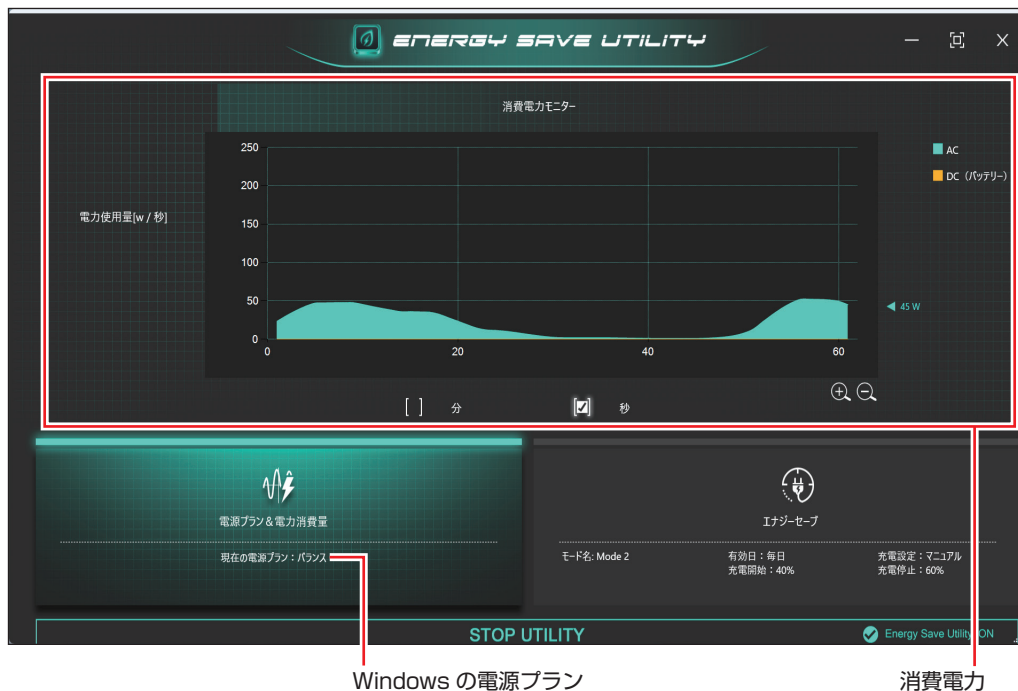 ENERGY SAVE UTILITY
消費電力モニター
250
200
150
100
50
0
電力使用量[w / 秒]
AC
DC（バッテリー）
45 W
0 20 40 60
[ ] 分 [✓] 秒
電源プラン＆電力消費量
現在の電源プラン：バランス
エナジーセーブ
モード名: Mode 2 有効日：毎日 充電設定：マニュアル
充電開始：40% 充電停止：60%
STOP UTILITY
Energy Save Utility ON
Windows の電源プラン 消費電力